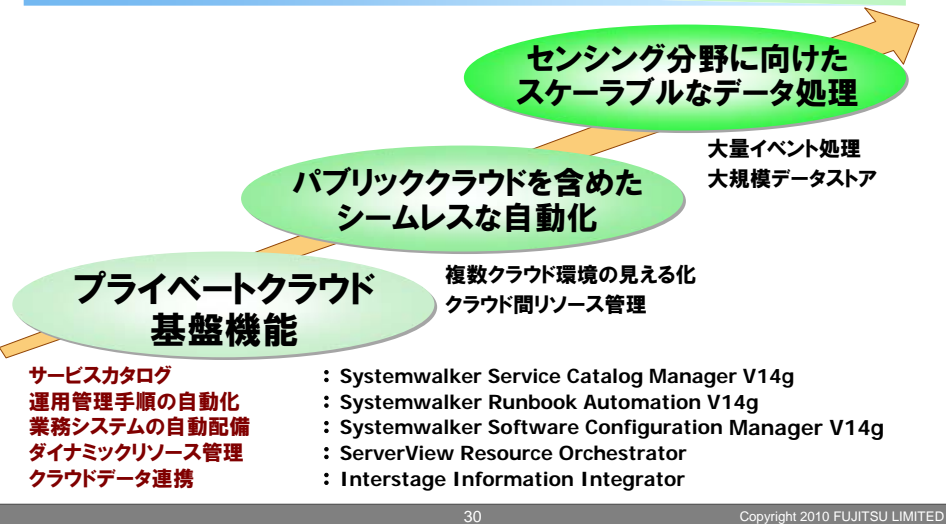 センシング分野に向けた
スケーラブルなデータ処理
大量イベント処理
大規模データストア
パブリッククラウドを含めた
シームレスな自動化
複数クラウド環境の見える化
クラウド間リソース管理
プライベートクラウド
基盤機能
サービスカタログ : Systemwalker Service Catalog Manager V14g
運用管理手順の自動化 : Systemwalker Runbook Automation V14g
業務システムの自動配備 : Systemwalker Software Configuration Manager V14g
ダイナミックリソース管理 : ServerView Resource Orchestrator
クラウドデータ連携 : Interstage Information Integrator
30 Copyright 2010 FUJITSU LIMITED